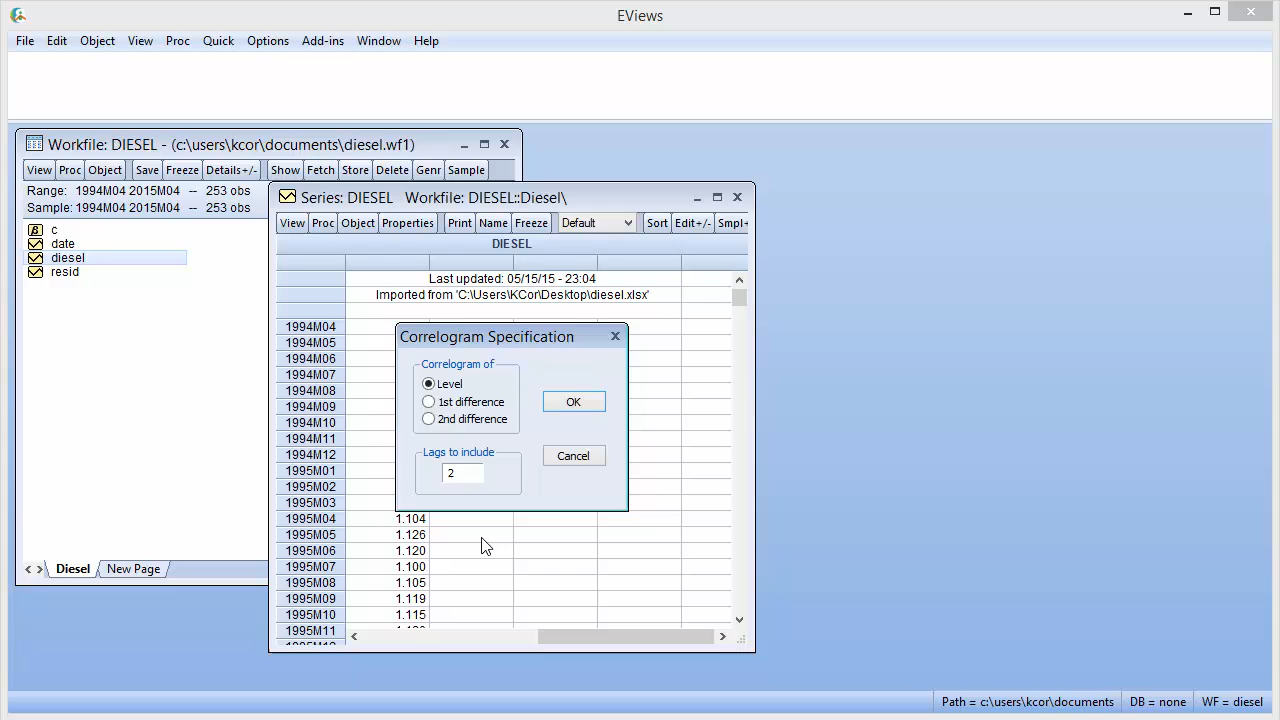 EViews
File Edit Object View Proc Quick Options Add-ins Window Help
Workfile: DIESEL - (c:\users\kcor\documents\diesel.wf1)
View Proc Object Save Freeze Details+/- Show Fetch Store Delete Genr Sample
Range: 1994M04 2015M04 -- 253 obs
Sample: 1994M04 2015M04 -- 253 obs
c
date
diesel
resid
Diesel New Page
Series: DIESEL Workfile: DIESEL::Diesel\
View Proc Object Properties Print Name Freeze Default Sort Edit+/- Smpl+
DIESEL
Last updated: 05/15/15 - 23:04
Imported from 'C:\Users\KCor\Desktop\diesel.xlsx'
1994M04
1994M05
1994M06
1994M07
1994M08
1994M09
1994M10
1994M11
1994M12
1995M01
1995M02
1995M03
1995M04 1.104
1995M05 1.126
1995M06 1.120
1995M07 1.100
1995M08 1.105
1995M09 1.119
1995M10 1.115
1995M11
Correlogram Specification
Correlogram of
Level
1st difference
2nd difference
OK
Lags to include
2
Cancel
Path = c:\users\kcor\documents DB = none WF = diesel